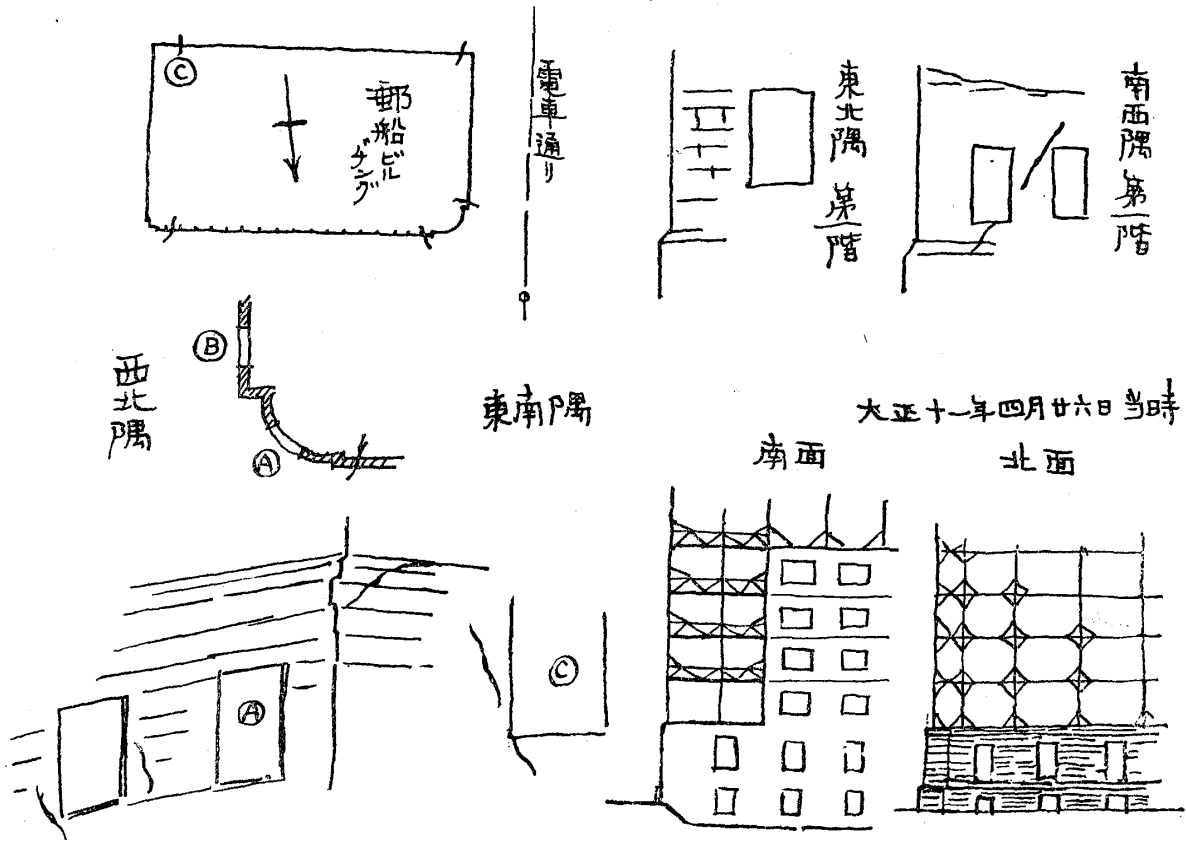 Ⓒ
郵船ビル
ヂング
電車通り
東北隅 第一階
南西隅 第一階
西北隅
Ⓑ
Ⓐ
東南隅
大正十一年四月廿六日当時
南面
北面
Ⓐ
Ⓒ